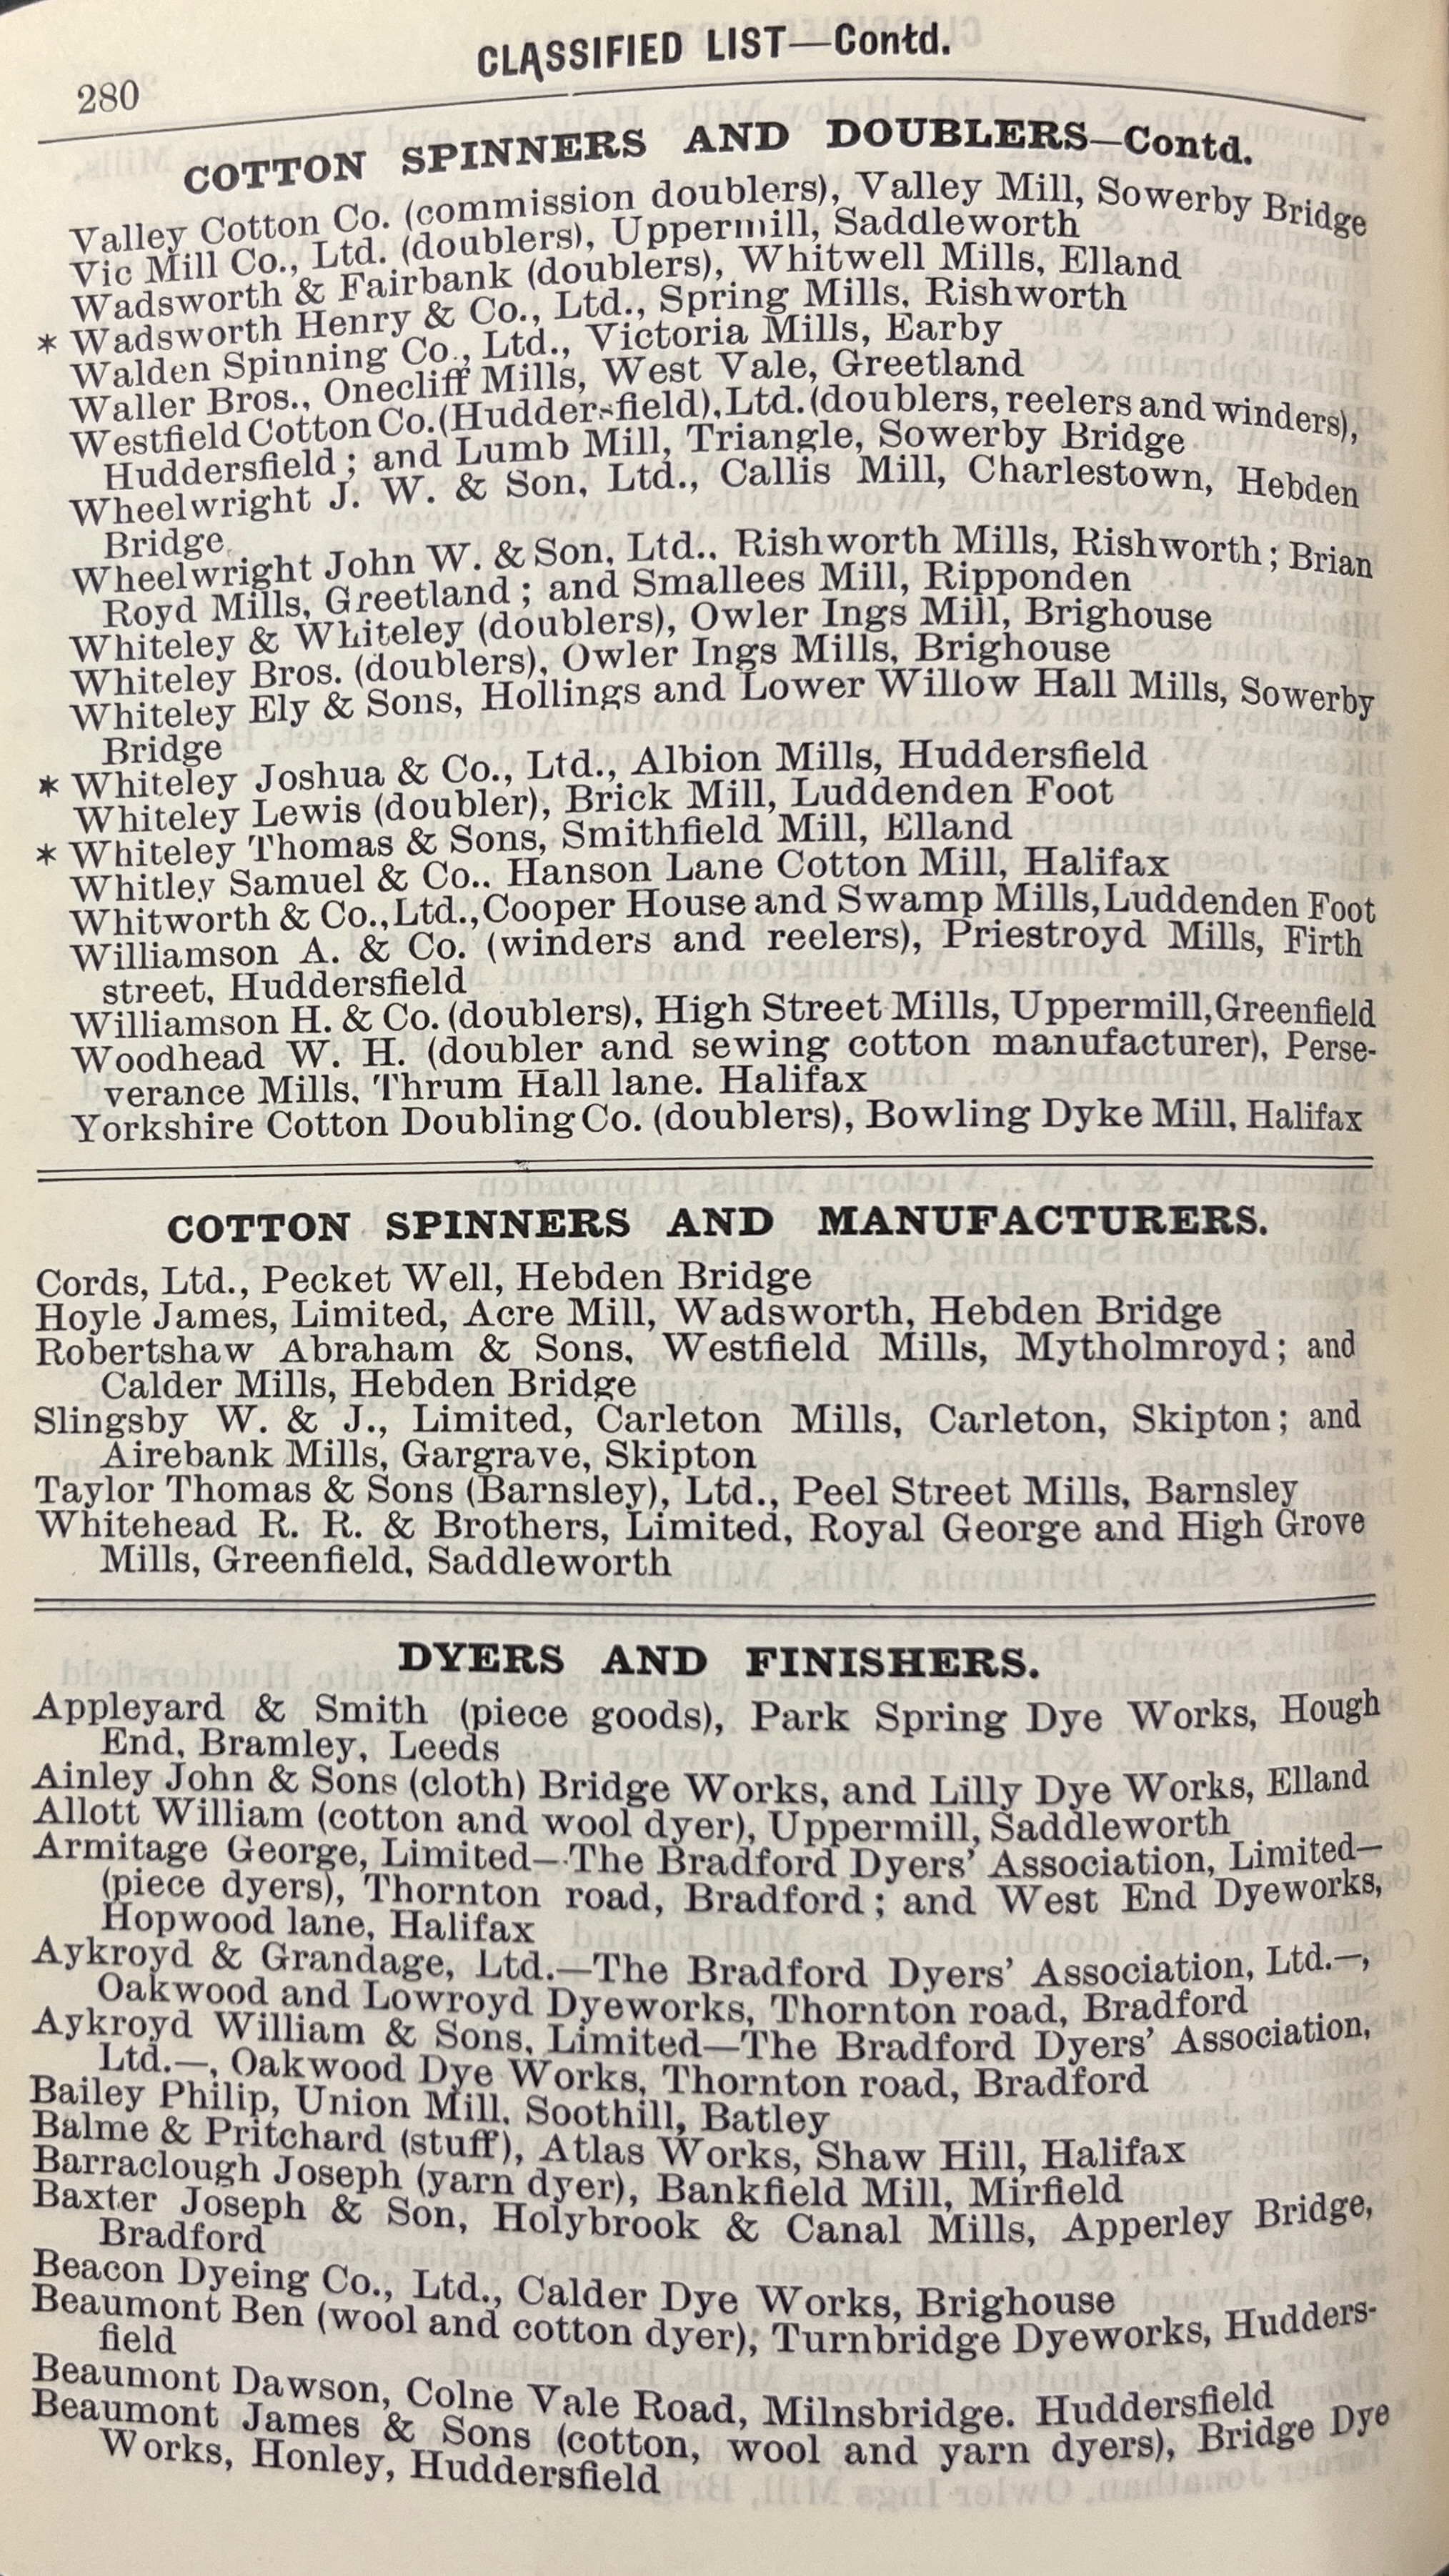 280
CLASSIFIED LIST—Contd.
COTTON SPINNERS AND DOUBLERS—Contd.
Valley Cotton Co. (commission doublers), Valley Mill, Sowerby Bridge
Vic Mill Co., Ltd. (doublers), Uppermill, Saddleworth
Wadsworth & Fairbank (doublers), Whitwell Mills, Elland
* Wadsworth Henry & Co., Ltd., Spring Mills, Rishworth
Walden Spinning Co., Ltd., Victoria Mills, Earby
Waller Bros., Onecliff Mills, West Vale, Greetland
Westfield Cotton Co. (Huddersfield), Ltd. (doublers, reelers and winders),
Huddersfield; and Lumb Mill, Triangle, Sowerby Bridge
Wheelwright J. W. & Son, Ltd., Callis Mill, Charlestown, Hebden
Bridge
Wheelwright John W. & Son, Ltd., Rishworth Mills, Rishworth; Brian
Royd Mills, Greetland; and Smallees Mill, Ripponden
Whiteley & Whiteley (doublers), Owler Ings Mill, Brighouse
Whiteley Bros. (doublers), Owler Ings Mills, Brighouse
Whiteley Ely & Sons, Hollings and Lower Willow Hall Mills, Sowerby
Bridge
* Whiteley Joshua & Co., Ltd., Albion Mills, Huddersfield
Whiteley Lewis (doubler), Brick Mill, Luddenden Foot
* Whiteley Thomas & Sons, Smithfield Mill, Elland
Whitley Samuel & Co., Hanson Lane Cotton Mill, Halifax
Whitworth & Co., Ltd., Cooper House and Swamp Mills, Luddenden Foot
Williamson A. & Co. (winders and reelers), Priestroyd Mills, Firth
street, Huddersfield
Williamson H. & Co. (doublers), High Street Mills, Uppermill, Greenfield
Woodhead W. H. (doubler and sewing cotton manufacturer), Perse-
verance Mills, Thrum Hall lane. Halifax
Yorkshire Cotton Doubling Co. (doublers), Bowling Dyke Mill, Halifax
COTTON SPINNERS AND MANUFACTURERS.
Cords, Ltd., Pecket Well, Hebden Bridge
Hoyle James, Limited, Acre Mill, Wadsworth, Hebden Bridge
Robertshaw Abraham & Sons, Westfield Mills, Mytholmroyd; and
Calder Mills, Hebden Bridge
Slingsby W. & J., Limited, Carleton Mills, Carleton, Skipton; and
Airebank Mills, Gargrave, Skipton
Taylor Thomas & Sons (Barnsley), Ltd., Peel Street Mills, Barnsley
Whitehead R. R. & Brothers, Limited, Royal George and High Grove
Mills, Greenfield, Saddleworth
DYERS AND FINISHERS.
Appleyard & Smith (piece goods), Park Spring Dye Works, Hough
End, Bramley, Leeds
Ainley John & Sons (cloth) Bridge Works, and Lilly Dye Works, Elland
Allott William (cotton and wool dyer), Uppermill, Saddleworth
Armitage George, Limited—The Bradford Dyers' Association, Limited—
(piece dyers), Thornton road, Bradford; and West End Dyeworks,
Hopwood lane, Halifax
Aykroyd & Grandage, Ltd.—The Bradford Dyers' Association, Ltd.—,
Oakwood and Lowroyd Dyeworks, Thornton road, Bradford
Aykroyd William & Sons, Limited—The Bradford Dyers' Association,
Ltd.—, Oakwood Dye Works, Thornton road, Bradford
Bailey Philip, Union Mill, Soothill, Batley
Balme & Pritchard (stuff), Atlas Works, Shaw Hill, Halifax
Barraclough Joseph (yarn dyer), Bankfield Mill, Mirfield
Baxter Joseph & Son, Holybrook & Canal Mills, Apperley Bridge,
Bradford
Beacon Dyeing Co., Ltd., Calder Dye Works, Brighouse
Beaumont Ben (wool and cotton dyer), Turnbridge Dyeworks, Hudders-
field
Beaumont Dawson, Colne Vale Road, Milnsbridge. Huddersfield
Beaumont James & Sons (cotton, wool and yarn dyers), Bridge Dye
Works, Honley, Huddersfield